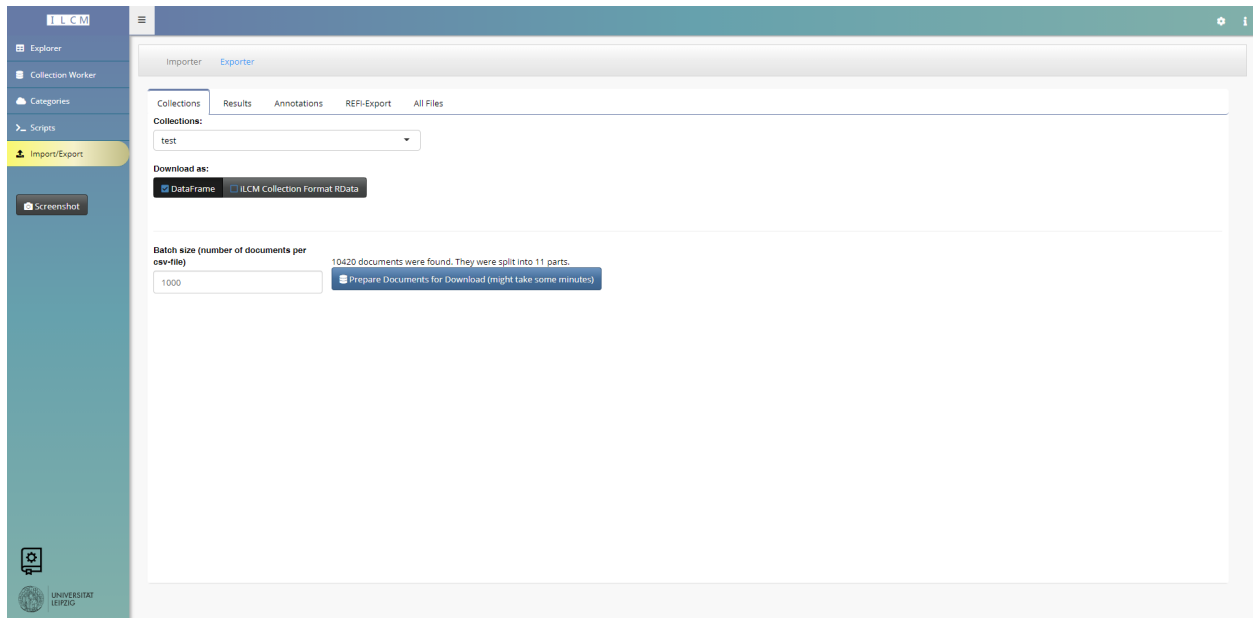 ILCM
Explorer
Collection Worker
Categories
Scripts
Import/Export
Screenshot
UNIVERSITÄT
LEIPZIG
Importer Exporter
Collections Results Annotations REFI-Export All Files
Collections:
test
Download as:
DataFrame iLCM Collection Format RData
Batch size (number of documents per
csv-file)
1000
10420 documents were found. They were split into 11 parts.
Prepare Documents for Download (might take some minutes)